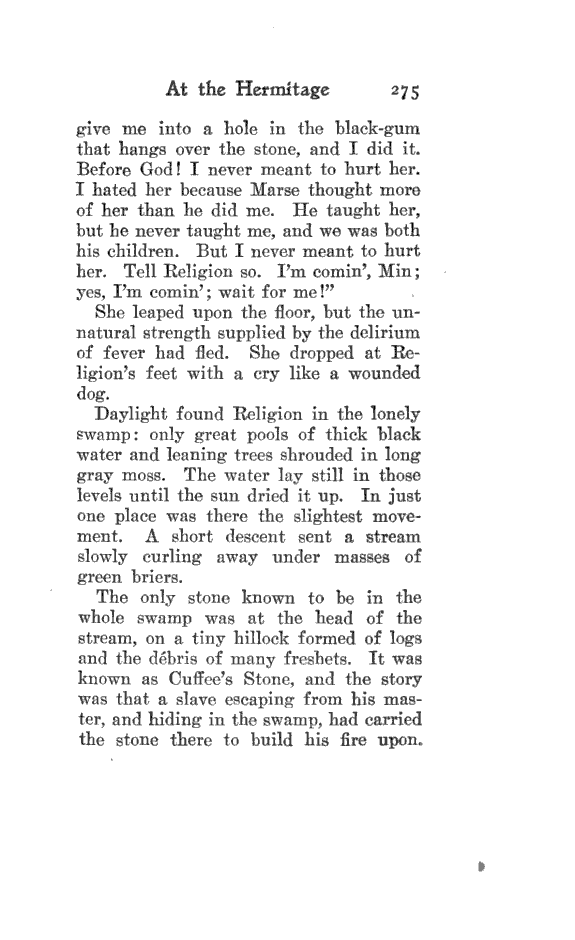 At the Hermitage 275
give me into a hole in the black-gum
that hangs over the stone, and I did it.
Before God! I never meant to hurt her.
I hated her because Marse thought more
of her than he did me. He taught her,
but he never taught me, and we was both
his children. But I never meant to hurt
her. Tell Religion so. I'm comin', Min;
yes, I'm comin'; wait for me!”
She leaped upon the floor, but the un-
natural strength supplied by the delirium
of fever had fled. She dropped at Re-
ligion's feet with a cry like a wounded
dog.
Daylight found Religion in the lonely
swamp: only great pools of thick black
water and leaning trees shrouded in long
gray moss. The water lay still in those
levels until the sun dried it up. In just
one place was there the slightest move-
ment. A short descent sent a stream
slowly curling away under masses of
green briers.
The only stone known to be in the
whole swamp was at the head of the
stream, on a tiny hillock formed of logs
and the débris of many freshets. It was
known as Cuffee's Stone, and the story
was that a slave escaping from his mas-
ter, and hiding in the swamp, had carried
the stone there to build his fire upon.